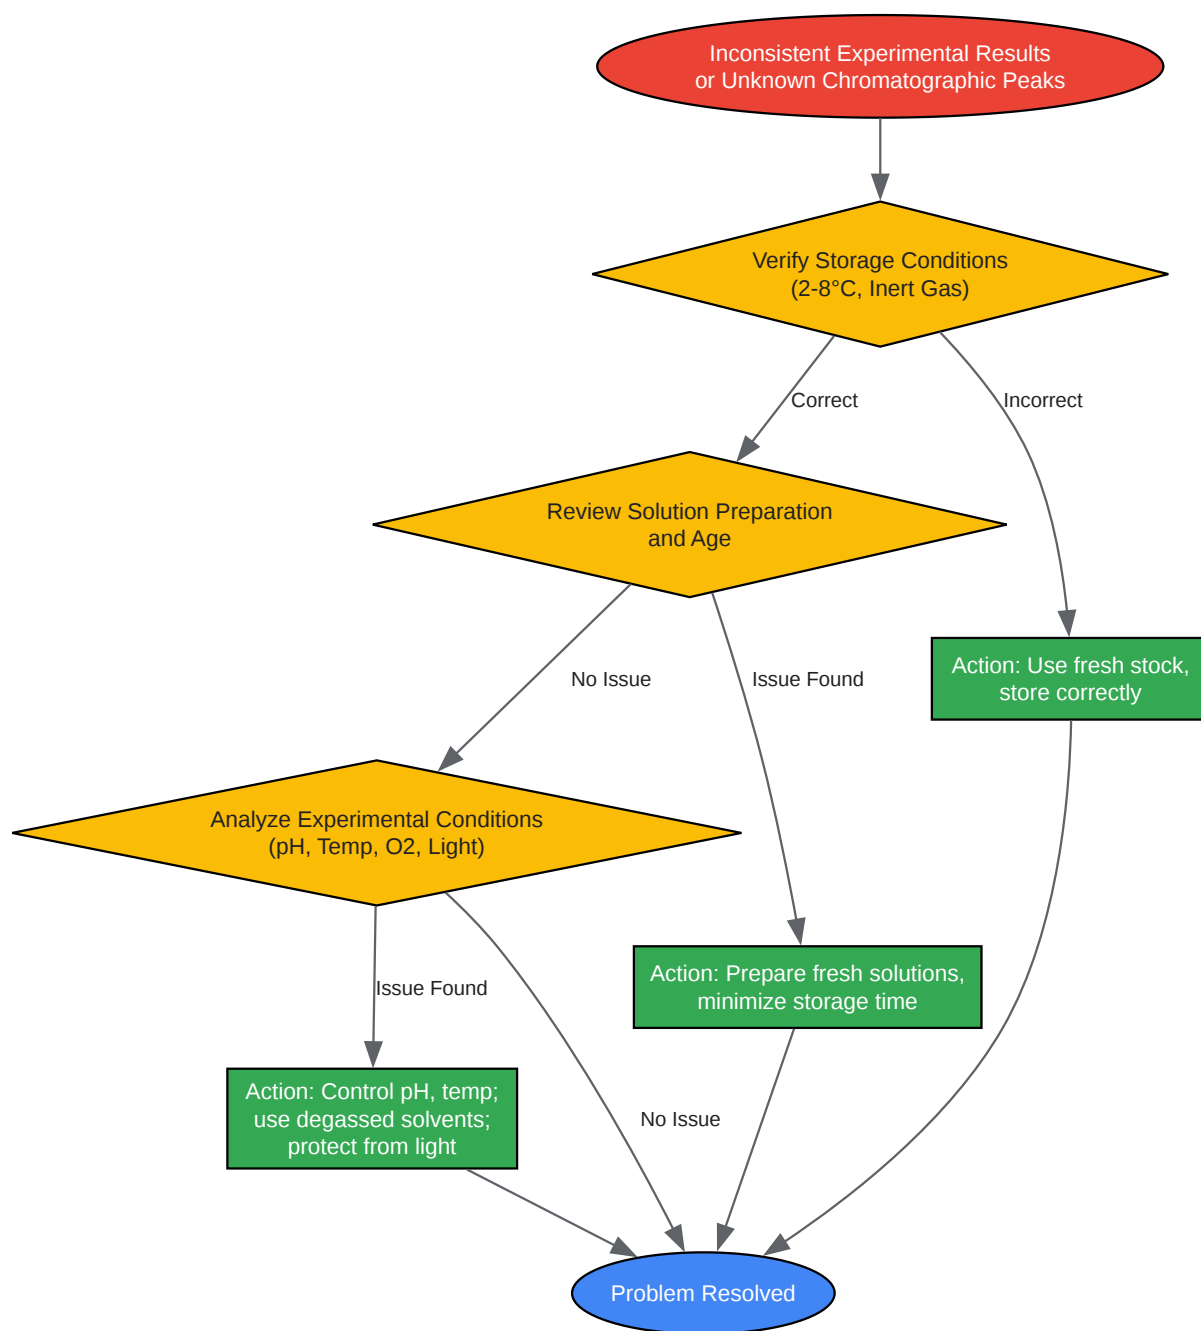 Inconsistent Experimental Results
or Unknown Chromatographic Peaks
Verify Storage Conditions
(2-8°C, Inert Gas)
Correct
Incorrect
Review Solution Preparation
and Age
No Issue
Issue Found
Action: Use fresh stock,
store correctly
Analyze Experimental Conditions
(pH, Temp, O2, Light)
Issue Found
No Issue
Action: Prepare fresh solutions,
minimize storage time
Action: Control pH, temp;
use degassed solvents;
protect from light
Problem Resolved